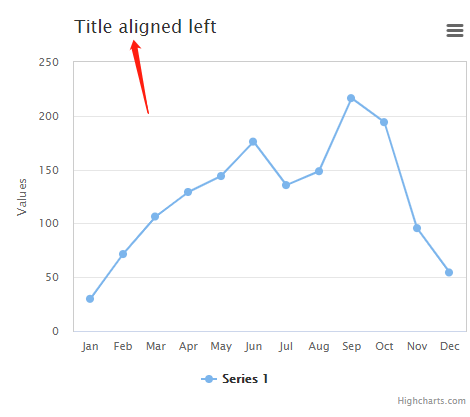 Title aligned left
250
200
150
100
50
0
Values
Jan Feb Mar Apr May Jun Jul Aug Sep Oct Nov Dec
Series 1
Highcharts.com